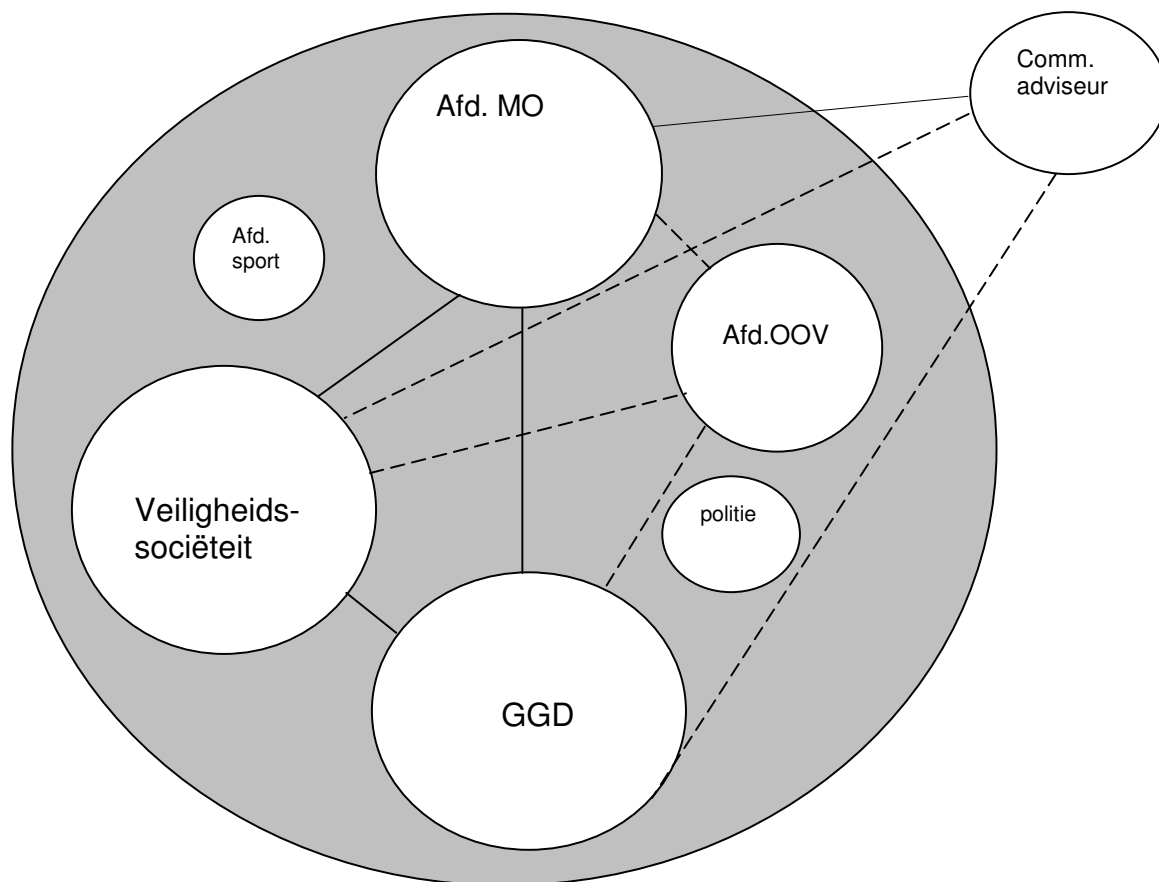 Comm.
adviseur
Afd. MO
Afd.
sport
Afd.OOV
Veiligheids-
sociëteit
politie
GGD